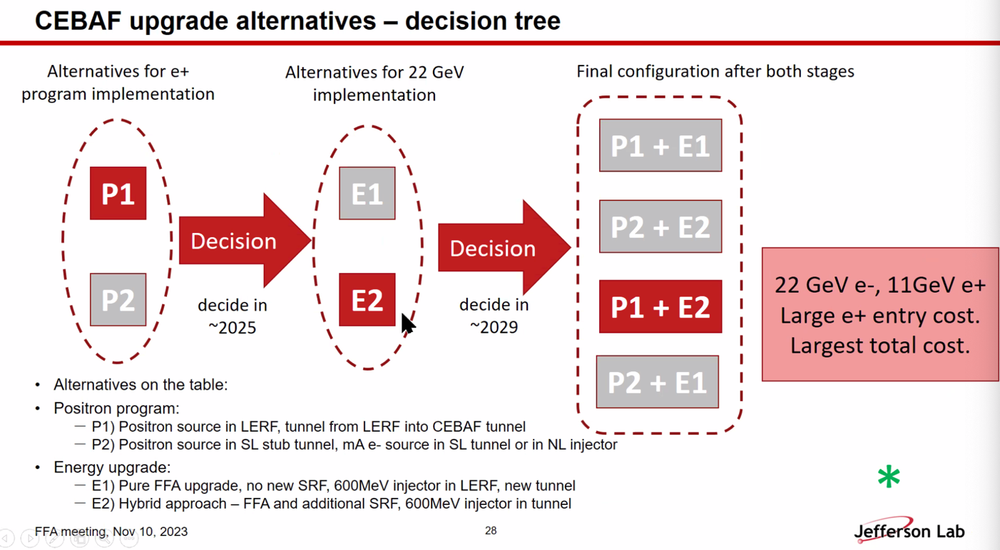 CEBAF upgrade alternatives – decision tree
Alternatives for e+
program implementation
Alternatives for 22 GeV
implementation
Final configuration after both stages
P1
P2
Decision
decide in
~2025
E1
E2
Decision
decide in
~2029
P1 + E1
P2 + E2
P1 + E2
P2 + E1
22 GeV e-, 11GeV e+
Large e+ entry cost.
Largest total cost.
• Alternatives on the table:
• Positron program:
— P1) Positron source in LERF, tunnel from LERF into CEBAF tunnel
— P2) Positron source in SL stub tunnel, mA e- source in SL tunnel or in NL injector
• Energy upgrade:
— E1) Pure FFA upgrade, no new SRF, 600MeV injector in LERF, new tunnel
— E2) Hybrid approach – FFA and additional SRF, 600MeV injector in tunnel
*
FFA meeting, Nov 10, 2023
28
Jefferson Lab